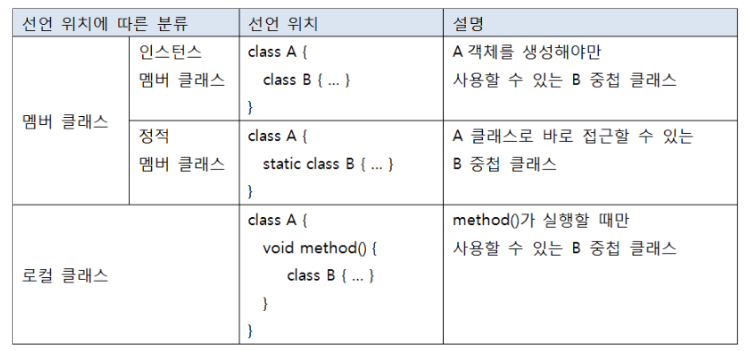 선언 위치에 따른 분류
선언 위치
설명
멤버 클래스
인스턴스
멤버 클래스
class A {
class B { ... }
}
A 객체를 생성해야만
사용할 수 있는 B 중첩 클래스
정적
멤버 클래스
class A {
static class B { ... }
}
A 클래스로 바로 접근할 수 있는
B 중첩 클래스
로컬 클래스
class A {
void method() {
class B { ... }
}
}
method()가 실행할 때만
사용할 수 있는 B 중첩 클래스